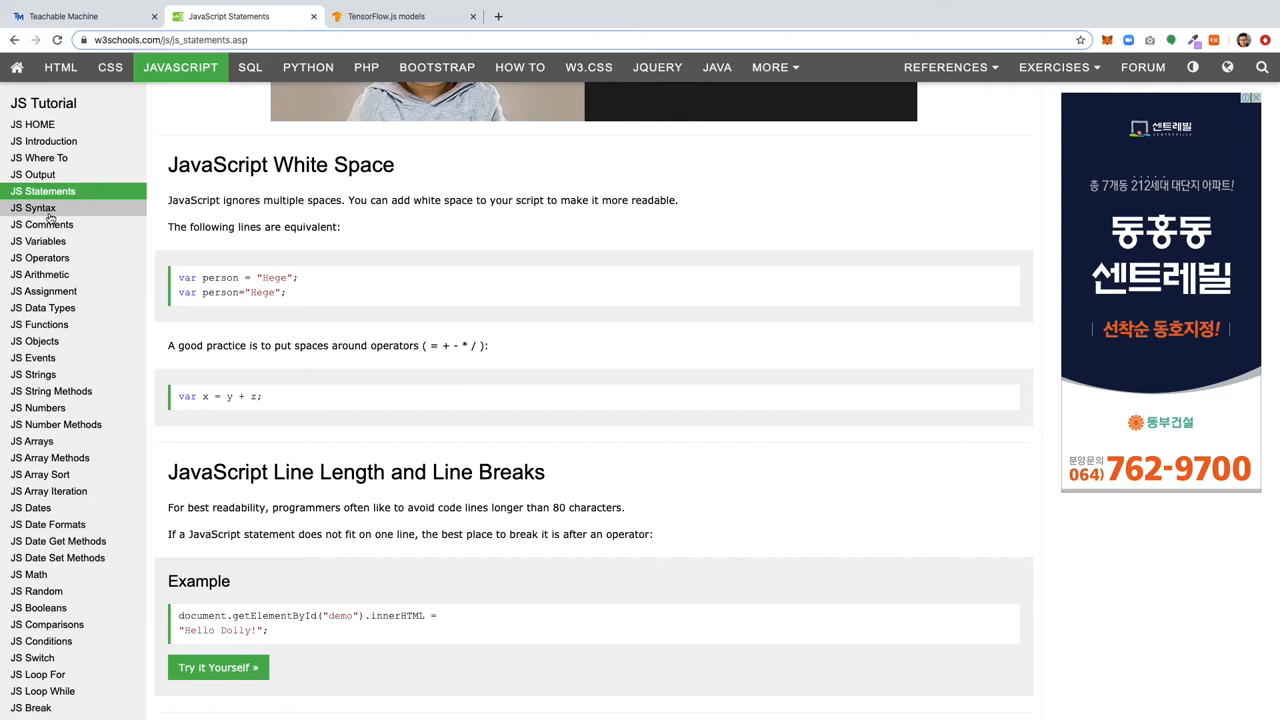 Teachable Machine
JavaScript Statements
TensorFlow.js models
w3schools.com/js/js_statements.asp
HTML
CSS
JAVASCRIPT
SQL
PYTHON
PHP
BOOTSTRAP
HOW TO
W3.CSS
JQUERY
JAVA
MORE
REFERENCES
EXERCISES
FORUM
JS Tutorial
JS HOME
JS Introduction
JS Where To
JS Output
JS Statements
JS Syntax
JS Comments
JS Variables
JS Operators
JS Arithmetic
JS Assignment
JS Data Types
JS Functions
JS Objects
JS Events
JS Strings
JS String Methods
JS Numbers
JS Number Methods
JS Arrays
JS Array Methods
JS Array Sort
JS Array Iteration
JS Dates
JS Date Formats
JS Date Get Methods
JS Date Set Methods
JS Math
JS Random
JS Booleans
JS Comparisons
JS Conditions
JS Switch
JS Loop For
JS Loop While
JS Break
JavaScript White Space
JavaScript ignores multiple spaces. You can add white space to your script to make it more readable.
The following lines are equivalent:
var person = "Hege";
var person="Hege";
A good practice is to put spaces around operators ( = + - * / ):
var x = y + z;
JavaScript Line Length and Line Breaks
For best readability, programmers often like to avoid code lines longer than 80 characters.
If a JavaScript statement does not fit on one line, the best place to break it is after an operator:
Example
document.getElementById("demo").innerHTML =
"Hello Dolly!";
Try it Yourself »
센트레빌
총 7개동 212세대 대단지 아파트!
동홍동
센트레빌
선착순 동호지정!
동부건설
분양문의
064) 762-9700